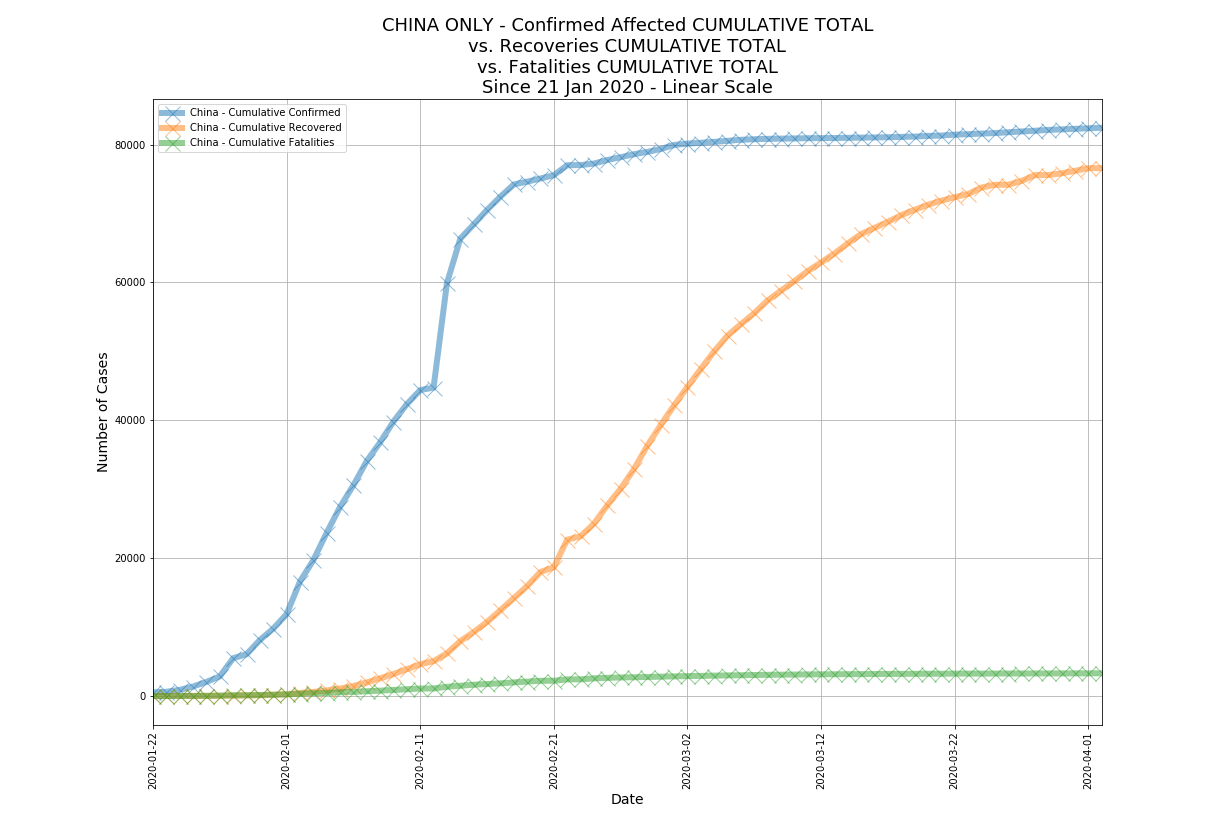 CHINA ONLY - Confirmed Affected CUMULATIVE TOTAL
vs. Recoveries CUMULATIVE TOTAL
vs. Fatalities CUMULATIVE TOTAL
Since 21 Jan 2020 - Linear Scale
China - Cumulative Confirmed
China - Cumulative Recovered
China - Cumulative Fatalities
80000
60000
40000
20000
0
Number of Cases
2020-01-22
2020-02-01
2020-02-11
2020-02-21
2020-03-02
2020-03-12
2020-03-22
2020-04-01
Date